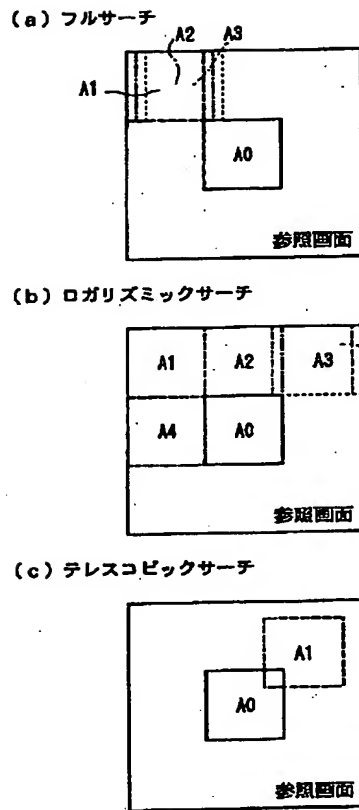 (a) フルサーチ
A2 A3
A1
A0
参照画面
(b) ロガリズミックサーチ
A1 A2 A3
A4 A0
参照画面
(c) テレスコピックサーチ
A1
A0
参照画面